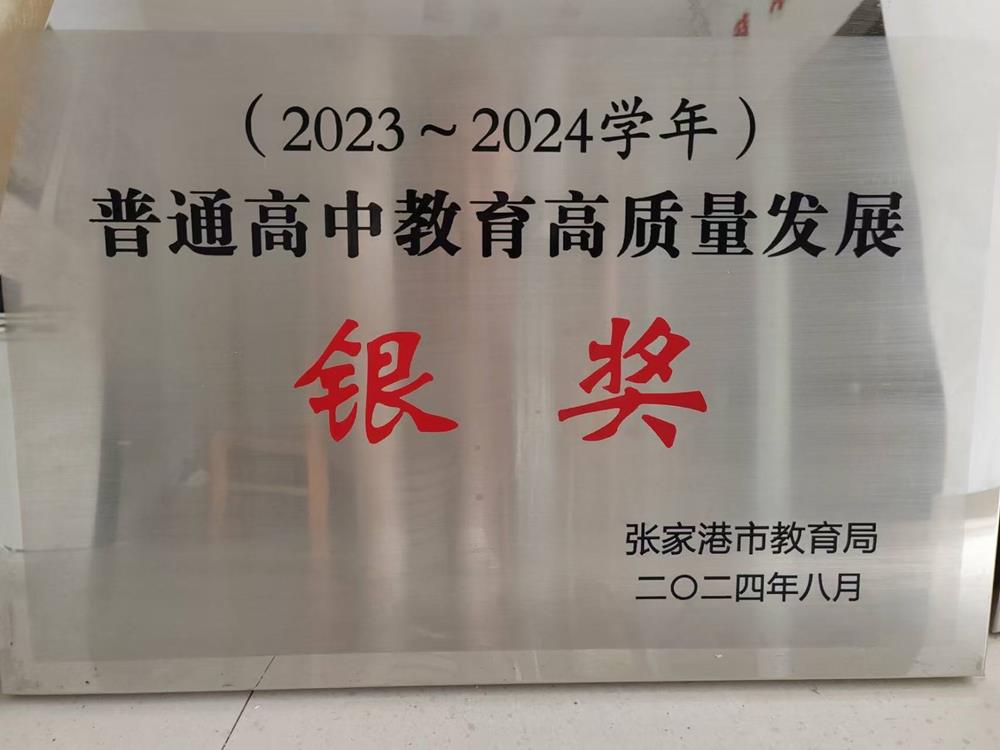 （2023～2024学年）
普通高中教育高质量发展
银奖
张家港市教育局
二〇二四年八月